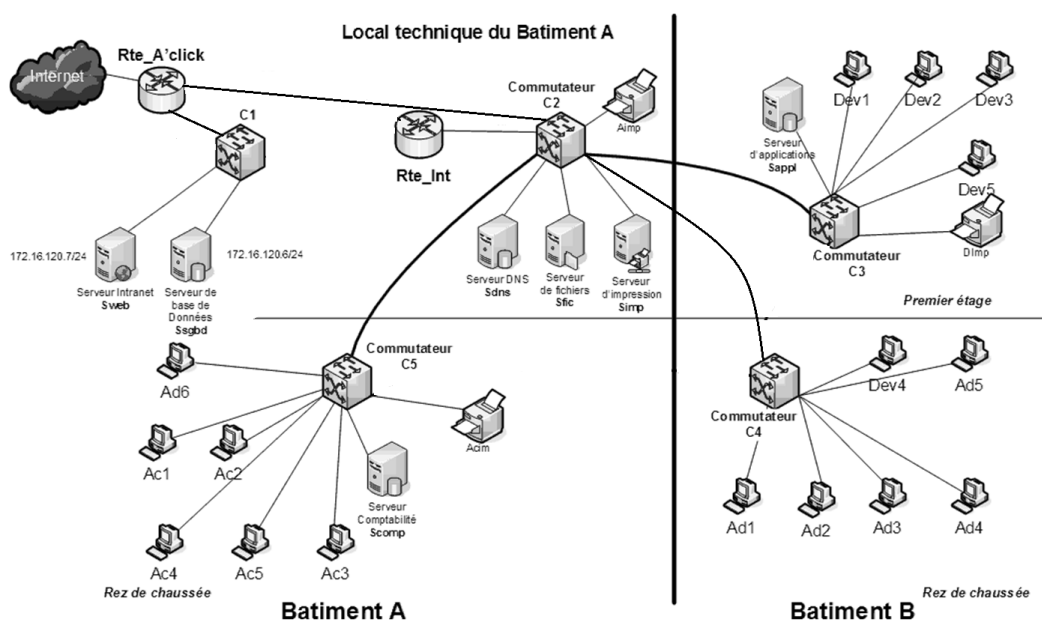 Local technique du Batiment A
Internet
Rte_A'click
C1
172.16.120.7/24
172.16.120.6/24
Serveur Intranet
Sweb
Serveur de
base de
Données
Ssgbd
Rte_Int
Commutateur
C2
Aimp
Serveur DNS
Sdns
Serveur
de fichiers
Sfic
Serveur
d'impression
Simp
Serveur
d'applications
Sappl
Dev1
Dev2
Dev3
Dev5
DImp
Commutateur
C3
Premier étage
Ad6
Commutateur
C5
Acim
Ac1
Ac2
Serveur
Comptabilité
Scomp
Ac4
Ac5
Ac3
Rez de chaussée
Batiment A
Commutateur
C4
Dev4
Ad5
Ad1
Ad2
Ad3
Ad4
Rez de chaussée
Batiment B